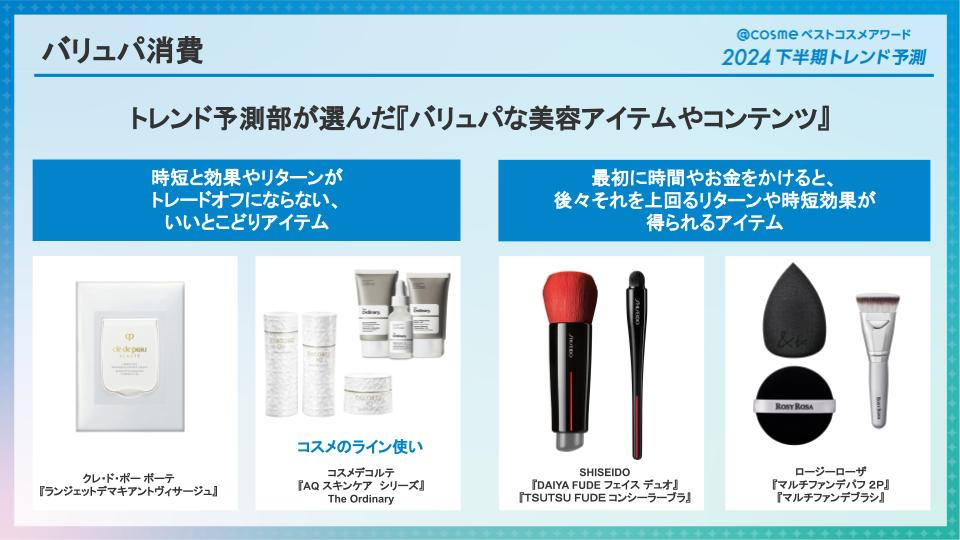 バリュパ消費
@cosmeベストコスメアワード
2024 下半期トレンド予測
トレンド予測部が選んだ『バリュパな美容アイテムやコンテンツ』
時短と効果やリターンが
トレードオフにならない、
いいとこどりアイテム
最初に時間やお金をかけると、
後々それを上回るリターンや時短効果が
得られるアイテム
clé de peau
BEAUTÉ
Ordinary.
Ordinary.
SHISEIDO
SHISEIDO
&be
ROSY ROSA
ROSY ROSA
コスメのライン使い
クレ・ド・ポー ボーテ
『ランジェットデマキアントヴィサージュ』
コスメデコルテ
『AQ スキンケア シリーズ』
The Ordinary
SHISEIDO
『DAIYA FUDE フェイス デュオ』
『TSUTSU FUDE コンシーラーブラ』
ロージーローザ
『マルチファンデパフ 2P』
『マルチファンデブラシ』